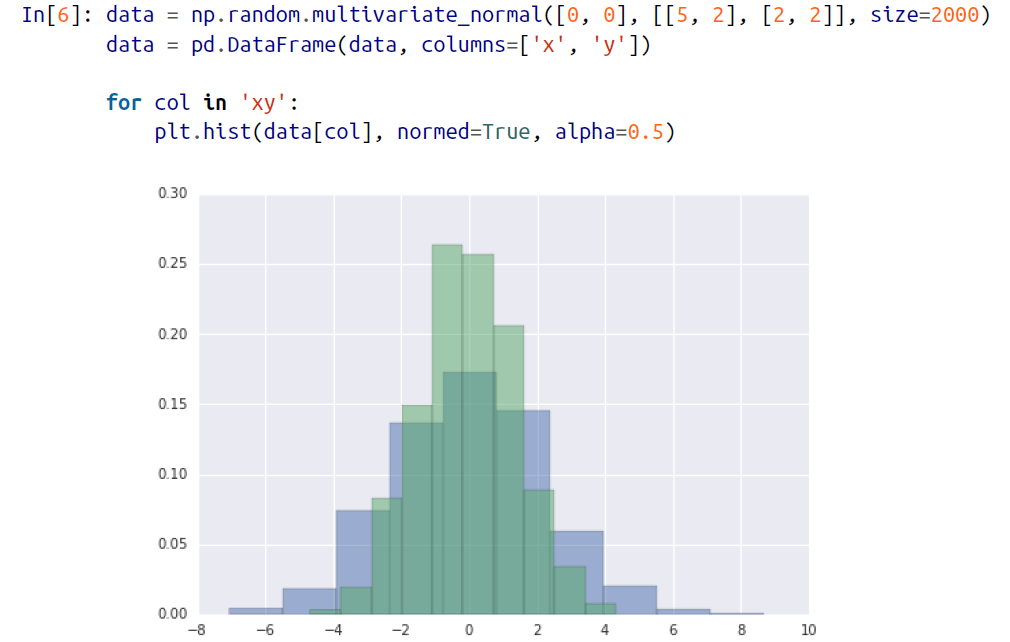 In[6]: data = np.random.multivariate_normal([0, 0], [[5, 2], [2, 2]], size=2000)
data = pd.DataFrame(data, columns=['x', 'y'])
for col in 'xy':
plt.hist(data[col], normed=True, alpha=0.5)
0.30
0.25
0.20
0.15
0.10
0.05
0.00
−8 −6 −4 −2 0 2 4 6 8 10